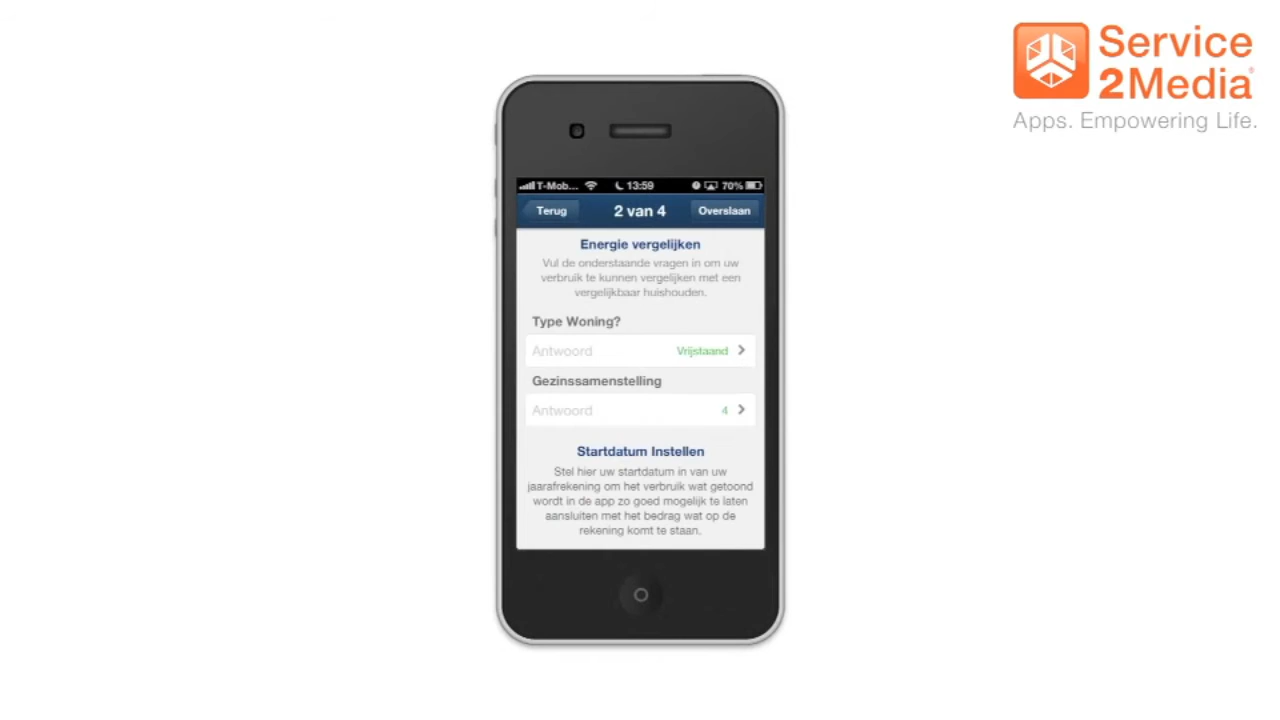 Service
2Media®
Apps. Empowering Life.
T-Mob... 13:59 70%
Terug 2 van 4 Overslaan
Energie vergelijken
Vul de onderstaande vragen in om uw
verbruik te kunnen vergelijken met een
vergelijkbaar huishouden.
Type Woning?
Antwoord Vrijstaand
Gezinssamenstelling
Antwoord 4
Startdatum Instellen
Stel hier uw startdatum in van uw
jaarafrekening om het verbruik wat getoond
wordt in de app zo goed mogelijk te laten
aansluiten met het bedrag wat op de
rekening komt te staan.